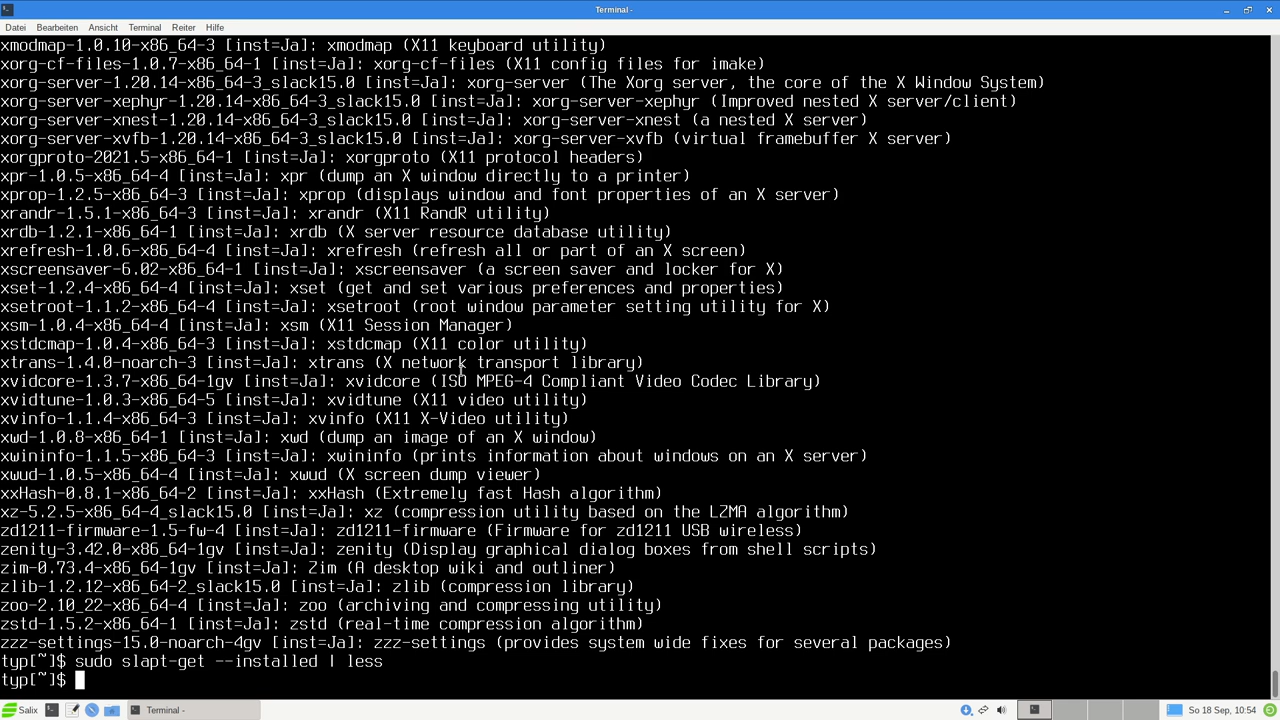 Terminal -
Datei Bearbeiten Ansicht Terminal Reiter Hilfe
xmodmap-1.0.10-x86_64-3 [inst=Ja]: xmodmap (X11 keyboard utility)
xorg-cf-files-1.0.7-x86_64-1 [inst=Ja]: xorg-cf-files (X11 config files for imake)
xorg-server-1.20.14-x86_64-3_slack15.0 [inst=Ja]: xorg-server (The Xorg server, the core of the X Window System)
xorg-server-xephyr-1.20.14-x86_64-3_slack15.0 [inst=Ja]: xorg-server-xephyr (Improved nested X server/client)
xorg-server-xnest-1.20.14-x86_64-3_slack15.0 [inst=Ja]: xorg-server-xnest (a nested X server)
xorg-server-xvfb-1.20.14-x86_64-3_slack15.0 [inst=Ja]: xorg-server-xvfb (virtual framebuffer X server)
xorgproto-2021.5-x86_64-1 [inst=Ja]: xorgproto (X11 protocol headers)
xpr-1.0.5-x86_64-4 [inst=Ja]: xpr (dump an X window directly to a printer)
xprop-1.2.5-x86_64-3 [inst=Ja]: xprop (displays window and font properties of an X server)
xrandr-1.5.1-x86_64-3 [inst=Ja]: xrandr (X11 RandR utility)
xrdb-1.2.1-x86_64-1 [inst=Ja]: xrdb (X server resource database utility)
xrefresh-1.0.6-x86_64-4 [inst=Ja]: xrefresh (refresh all or part of an X screen)
xscreensaver-6.02-x86_64-1 [inst=Ja]: xscreensaver (a screen saver and locker for X)
xset-1.2.4-x86_64-4 [inst=Ja]: xset (get and set various preferences and properties)
xsetroot-1.1.2-x86_64-4 [inst=Ja]: xsetroot (root window parameter setting utility for X)
xsm-1.0.4-x86_64-4 [inst=Ja]: xsm (X11 Session Manager)
xstdcmap-1.0.4-x86_64-3 [inst=Ja]: xstdcmap (X11 color utility)
xtrans-1.4.0-noarch-3 [inst=Ja]: xtrans (X network transport library)
xvidcore-1.3.7-x86_64-1gv [inst=Ja]: xvidcore (ISO MPEG-4 Compliant Video Codec Library)
xvidtune-1.0.3-x86_64-5 [inst=Ja]: xvidtune (X11 video utility)
xvinfo-1.1.4-x86_64-3 [inst=Ja]: xvinfo (X11 X-Video utility)
xwd-1.0.8-x86_64-1 [inst=Ja]: xwd (dump an image of an X window)
xwininfo-1.1.5-x86_64-3 [inst=Ja]: xwininfo (prints information about windows on an X server)
xwud-1.0.5-x86_64-4 [inst=Ja]: xwud (X screen dump viewer)
xxHash-0.8.1-x86_64-2 [inst=Ja]: xxHash (Extremely fast Hash algorithm)
xz-5.2.5-x86_64-4_slack15.0 [inst=Ja]: xz (compression utility based on the LZMA algorithm)
zd1211-firmware-1.5-fw-4 [inst=Ja]: zd1211-firmware (Firmware for zd1211 USB wireless)
zenity-3.42.0-x86_64-1gv [inst=Ja]: zenity (Display graphical dialog boxes from shell scripts)
zim-0.73.4-x86_64-1gv [inst=Ja]: Zim (A desktop wiki and outliner)
zlib-1.2.12-x86_64-2_slack15.0 [inst=Ja]: zlib (compression library)
zoo-2.10_22-x86_64-4 [inst=Ja]: zoo (archiving and compressing utility)
zstd-1.5.2-x86_64-1 [inst=Ja]: zstd (real-time compression algorithm)
zzz-settings-15.0-noarch-4gv [inst=Ja]: zzz-settings (provides system wide fixes for several packages)
typ[~]$ sudo slapt-get --installed | less
typ[~]$
Salix Terminal - So 18 Sep, 10:54